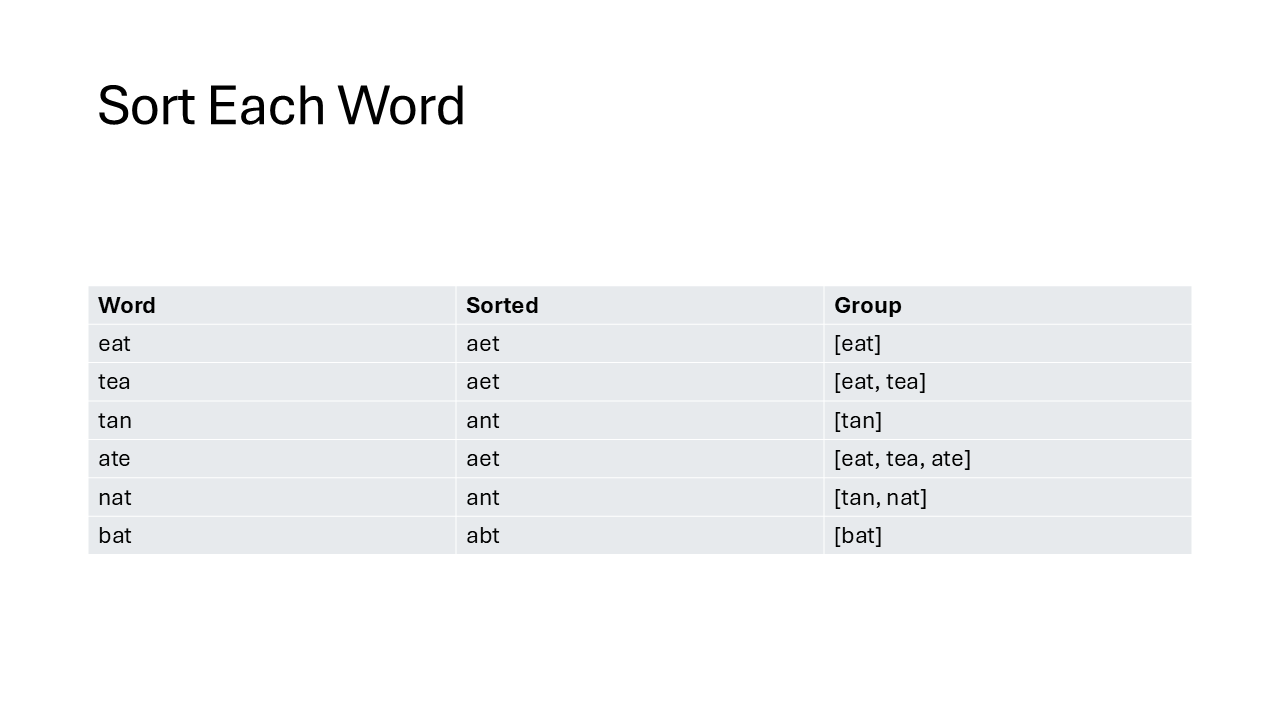 Sort Each Word
Word Sorted Group
eat aet [eat]
tea aet [eat, tea]
tan ant [tan]
ate aet [eat, tea, ate]
nat ant [tan, nat]
bat abt [bat]